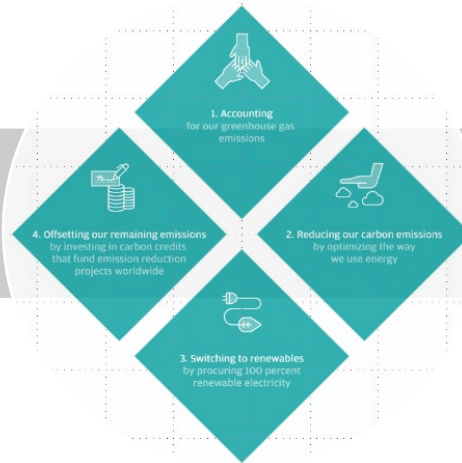 1. Accounting
for our greenhouse gas
emissions
2. Reducing our carbon emissions
by optimizing the way
we use energy
3. Switching to renewables
by procuring 100 percent
renewable electricity
4. Offsetting our remaining emissions
by investing in carbon credits
that fund emission reduction
projects worldwide